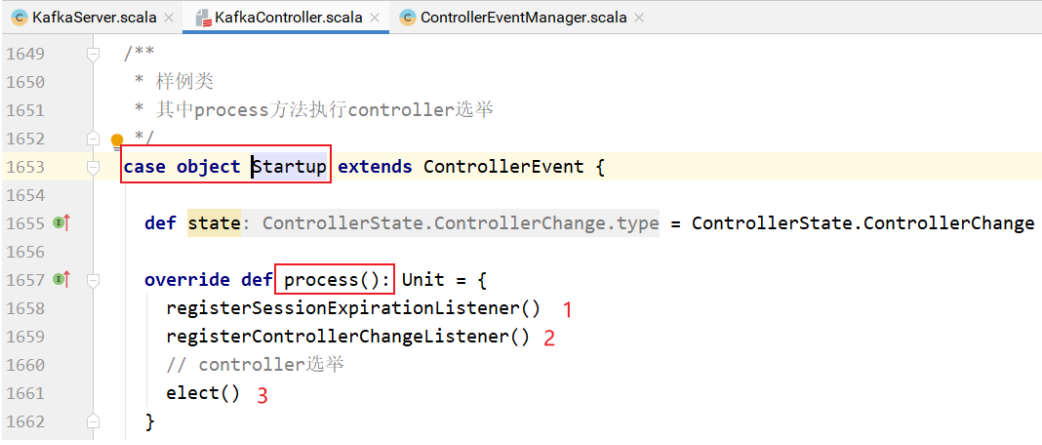 KafkaServer.scala × KafkaController.scala × ControllerEventManager.scala ×
1649 /**
1650 * 样例类
1651 * 其中process方法执行controller选举
1652 */
1653 case object Startup extends ControllerEvent {
1654
1655 def state: ControllerState.ControllerChange.type = ControllerState.ControllerChange
1656
1657 override def process(): Unit = {
1658 registerSessionExpirationListener() 1
1659 registerControllerChangeListener() 2
1660 // controller选举
1661 elect() 3
1662 }